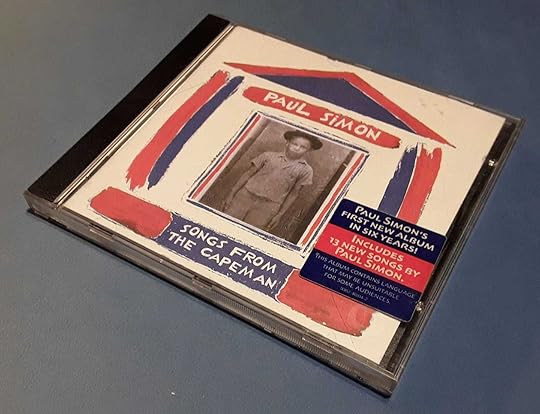 PAUL SIMON
SONGS FROM
THE CAPEMAN
PAUL SIMON'S
FIRST NEW ALBUM
IN SIX YEARS!
INCLUDES
13 NEW SONGS BY
PAUL SIMON.
THIS ALBUM CONTAINS LANGUAGE
THAT MAY BE UNSUITABLE
FOR SOME AUDIENCES.